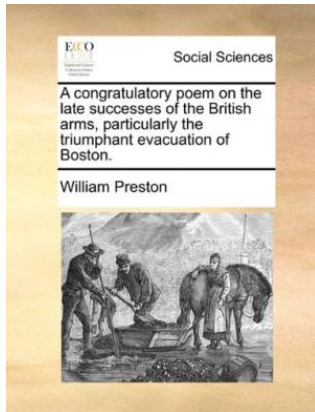 ECCO
Social Sciences
A congratulatory poem on the
late successes of the British
arms, particularly the
triumphant evacuation of
Boston.
William Preston